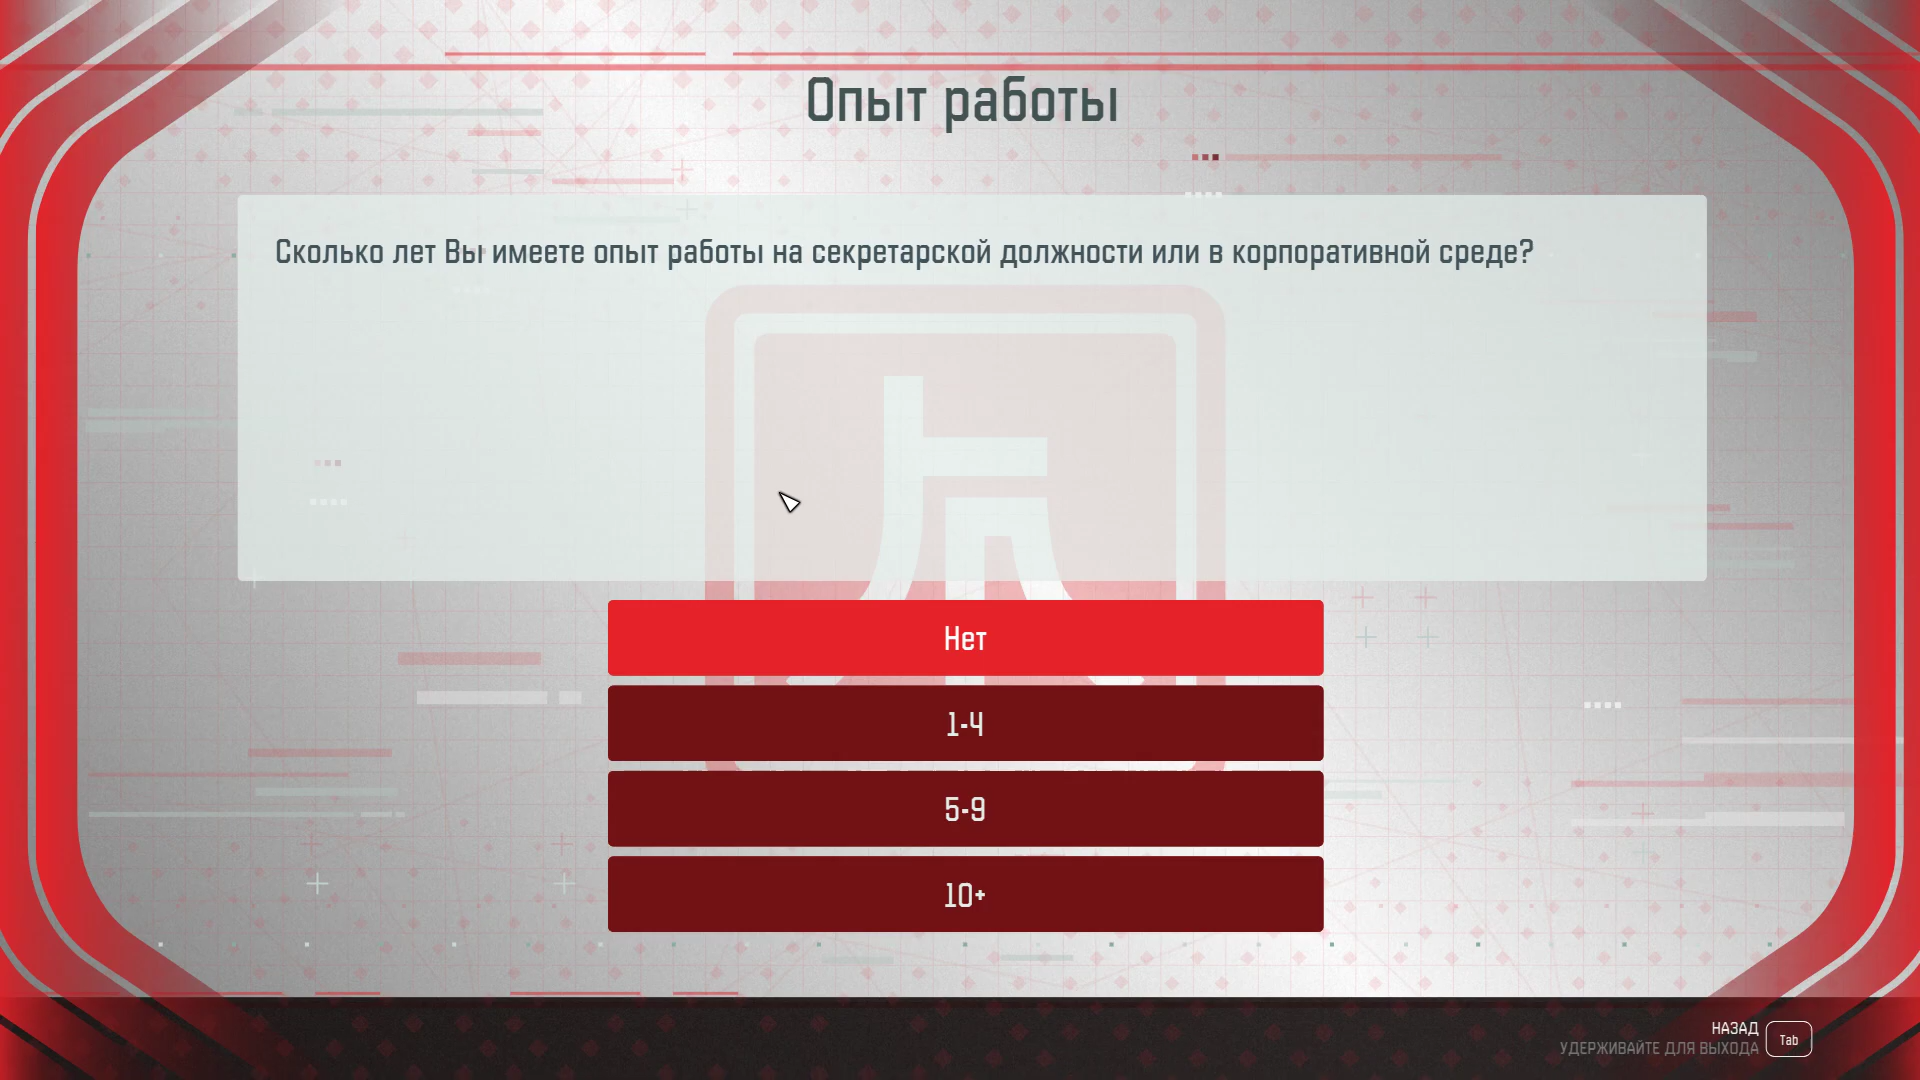 Опыт работы
Сколько лет Вы имеете опыт работы на секретарской должности или в корпоративной среде?
Нет
1-4
5-9
10+
НАЗАД
УДЕРЖИВАЙТЕ ДЛЯ ВЫХОДА
Tab